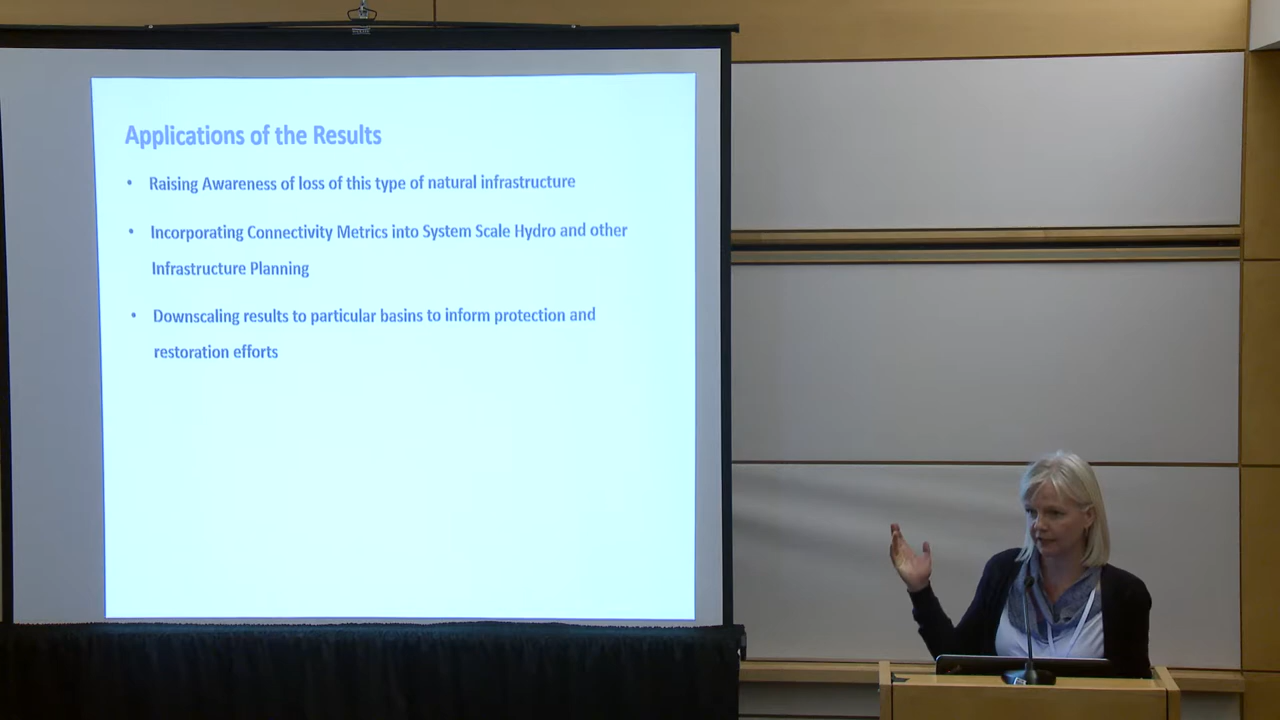 Applications of the Results
• Raising Awareness of loss of this type of natural infrastructure
• Incorporating Connectivity Metrics into System Scale Hydro and other
Infrastructure Planning
• Downscaling results to particular basins to inform protection and
restoration efforts